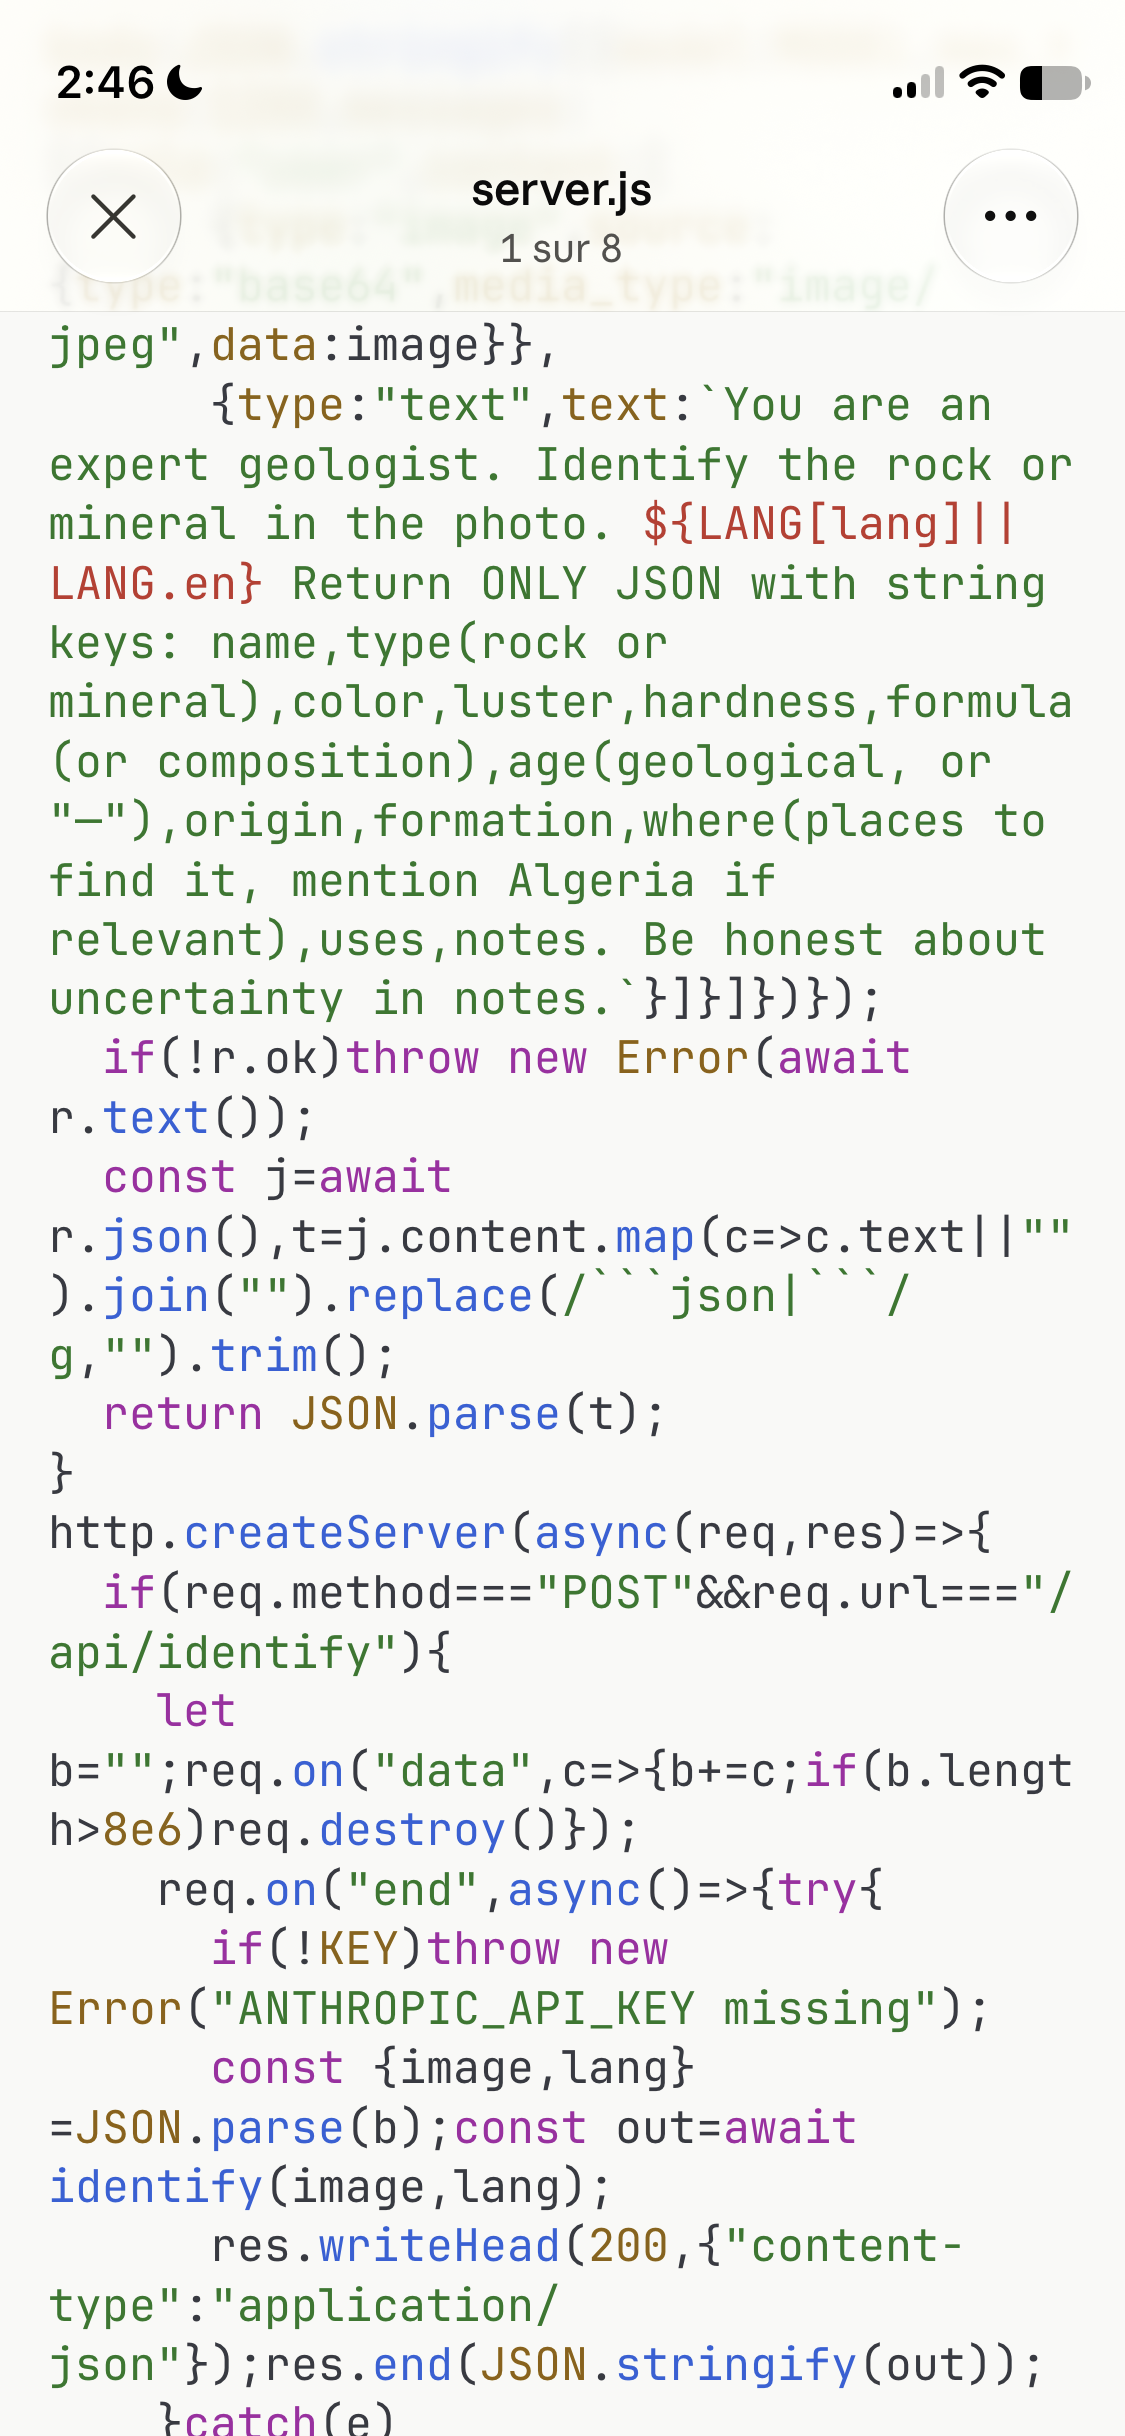 2:46
server.js
1 sur 8
{type:"image",source:
{type:"base64",media_type:"image/
jpeg",data:image}},
{type:"text",text:`You are an
expert geologist. Identify the rock or
mineral in the photo. ${LANG[lang]||
LANG.en} Return ONLY JSON with string
keys: name,type(rock or
mineral),color,luster,hardness,formula
(or composition),age(geological, or
"—"),origin,formation,where(places to
find it, mention Algeria if
relevant),uses,notes. Be honest about
uncertainty in notes.`}]}]})});
if(!r.ok)throw new Error(await
r.text());
const j=await
r.json(),t=j.content.map(c=>c.text||""
).join("").replace(/```json|```/
g,"").trim();
return JSON.parse(t);
}
http.createServer(async(req,res)=>{
if(req.method==="POST"&&req.url==="/
api/identify"){
let
b="";req.on("data",c=>{b+=c;if(b.lengt
h>8e6)req.destroy()});
req.on("end",async()=>{try{
if(!KEY)throw new
Error("ANTHROPIC_API_KEY missing");
const {image,lang}
=JSON.parse(b);const out=await
identify(image,lang);
res.writeHead(200,{"content-
type":"application/
json"});res.end(JSON.stringify(out));
}catch(e)